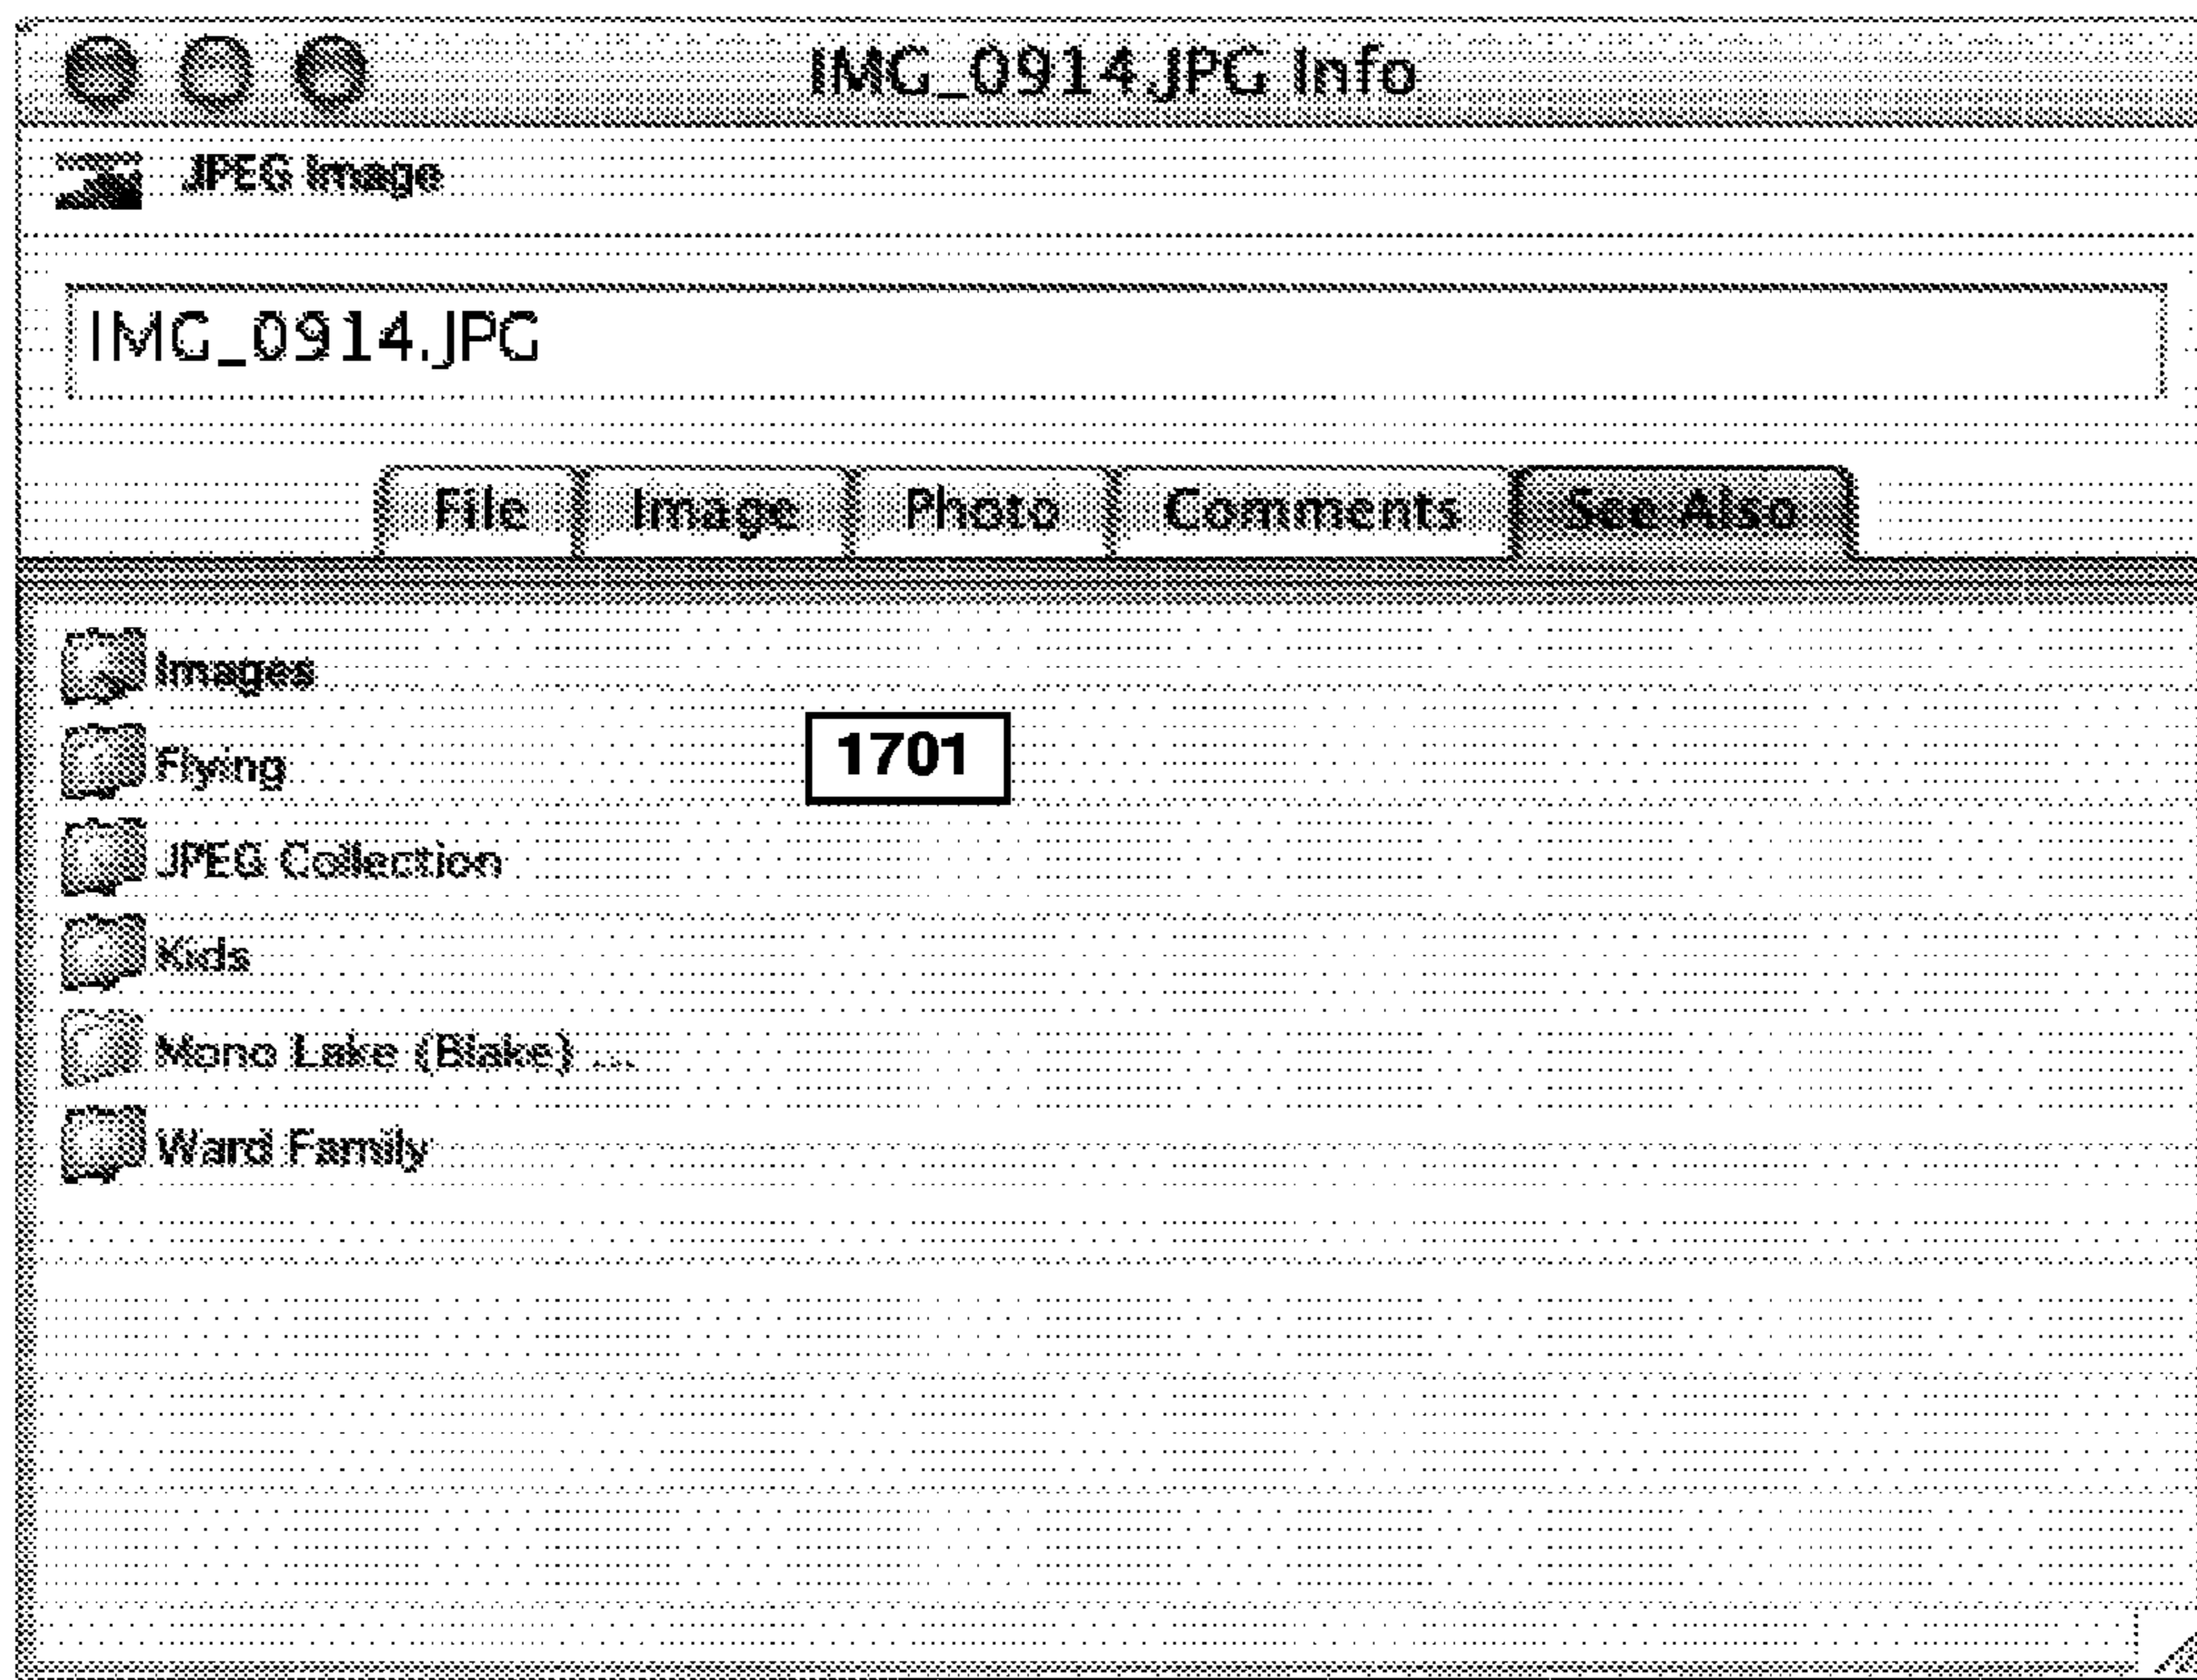 IMG_0914.JPG Info
JPEG Image
IMG_0914.JPG
File Image Photo Comments See Also
Images
Flying
1701
JPEG Collection
Kids
Mono Lake (Blake) ...
Ward Family